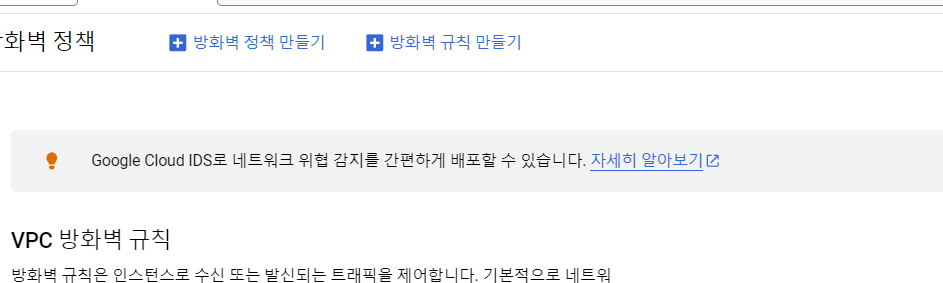 방화벽 정책 방화벽 정책 만들기 방화벽 규칙 만들기
Google Cloud IDS로 네트워크 위협 감지를 간편하게 배포할 수 있습니다. 자세히 알아보기
VPC 방화벽 규칙
방화벽 규칙은 인스턴스로 수신 또는 발신되는 트래픽을 제어합니다. 기본적으로 네트워